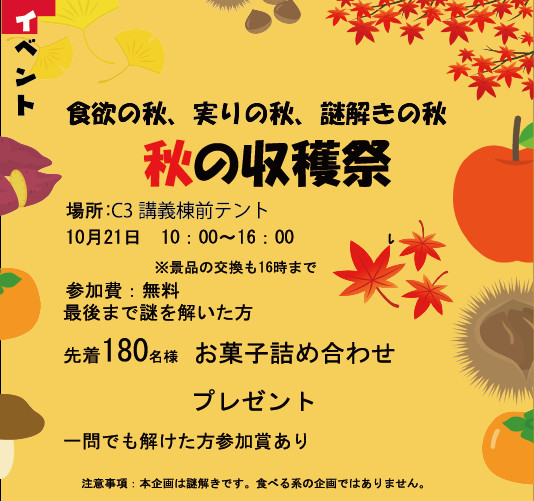 イベント
食欲の秋、実りの秋、謎解きの秋
秋の収穫祭
場所:C3 講義棟前テント
10月21日　10：00〜16：00
※景品の交換も16時まで
参加費：無料
最後まで謎を解いた方
先着180名様　お菓子詰め合わせ
プレゼント
一問でも解けた方参加賞あり
注意事項：本企画は謎解きです。食べる系の企画ではありません。